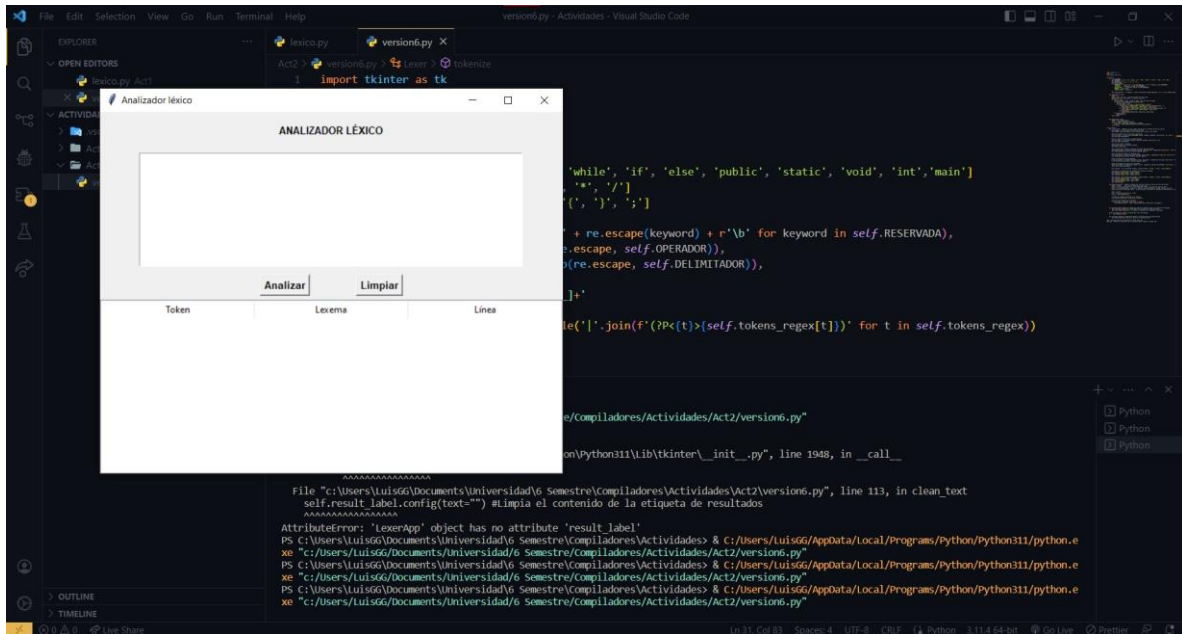 File Edit Selection View Go Run Terminal Help
version6.py - Actividades - Visual Studio Code
EXPLORER
OPEN EDITORS
lexico.py Act1
ACTIVIDA
.vsc
Act
Act
OUTLINE
TIMELINE
lexico.py
version6.py
Act2 > version6.py > Lexer > tokenize
1 import tkinter as tk
'while', 'if', 'else', 'public', 'static', 'void', 'int','main']
, '*', '/']
'{', '}', ';']
' + re.escape(keyword) + r'\b' for keyword in self.RESERVADA),
e.escape, self.OPERADOR)),
p(re.escape, self.DELIMITADOR)),
_]+'
le('|'.join(f'(?P<{t}>{self.tokens_regex[t]})' for t in self.tokens_regex))
Analizador léxico
ANALIZADOR LÉXICO
Analizar Limpiar
Token Lexema Línea
e/Compiladores/Actividades/Act2/version6.py"
on\Python311\Lib\tkinter\__init__.py", line 1948, in __call__
^^^^^^^^^^^^^^^^
File "c:\Users\LuisGG\Documents\Universidad\6 Semestre\Compiladores\Actividades\Act2\version6.py", line 113, in clean_text
self.result_label.config(text="") #Limpia el contenido de la etiqueta de resultados
^^^^^^^^^^^^^^^^^
AttributeError: 'LexerApp' object has no attribute 'result_label'
PS C:\Users\LuisGG\Documents\Universidad\6 Semestre\Compiladores\Actividades> & C:/Users/LuisGG/AppData/Local/Programs/Python/Python311/python.e
xe "c:/Users/LuisGG/Documents/Universidad/6 Semestre/Compiladores/Actividades/Act2/version6.py"
PS C:\Users\LuisGG\Documents\Universidad\6 Semestre\Compiladores\Actividades> & C:/Users/LuisGG/AppData/Local/Programs/Python/Python311/python.e
xe "c:/Users/LuisGG/Documents/Universidad/6 Semestre/Compiladores/Actividades/Act2/version6.py"
PS C:\Users\LuisGG\Documents\Universidad\6 Semestre\Compiladores\Actividades> & C:/Users/LuisGG/AppData/Local/Programs/Python/Python311/python.e
xe "c:/Users/LuisGG/Documents/Universidad/6 Semestre/Compiladores/Actividades/Act2/version6.py"
Python
Python
Python
0 0 Live Share
Ln 31, Col 83 Spaces: 4 UTF-8 CRLF Python 3.11.4 64-bit Go Live Prettier